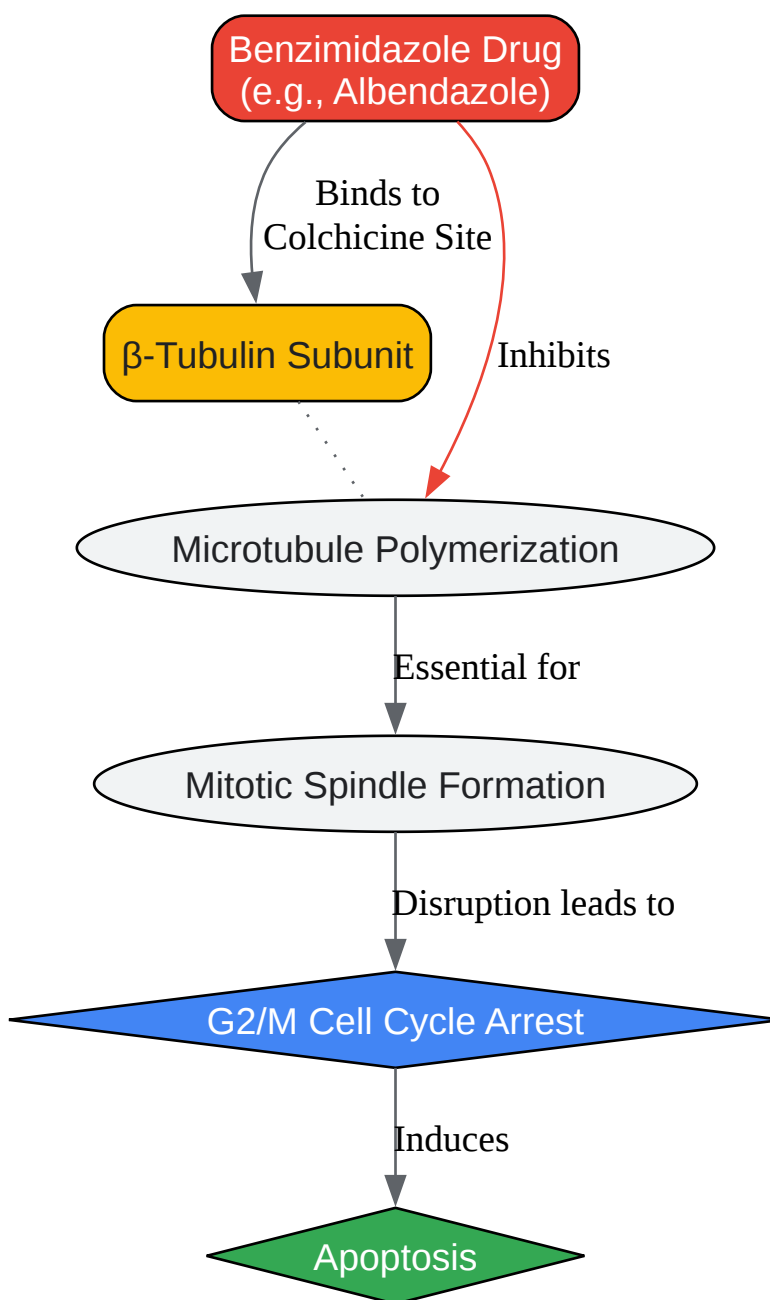 Benzimidazole Drug
(e.g., Albendazole)
Binds to
Colchicine Site
β-Tubulin Subunit
Inhibits
Microtubule Polymerization
Essential for
Mitotic Spindle Formation
Disruption leads to
G2/M Cell Cycle Arrest
Induces
Apoptosis